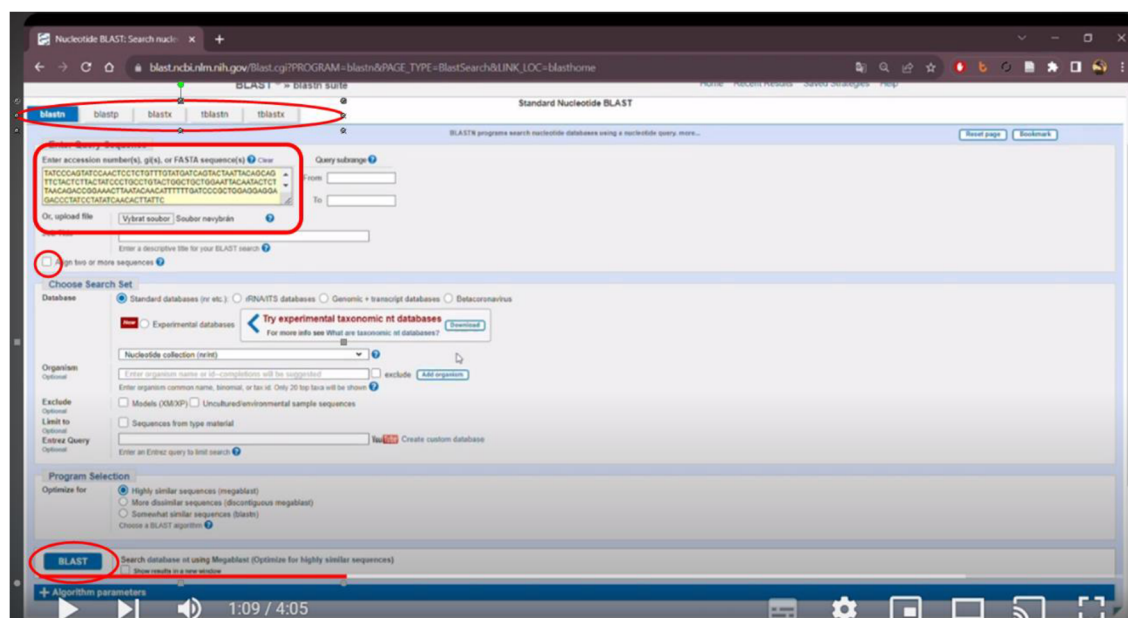 Nucleotide BLAST: Search nucle
blast.ncbi.nlm.nih.gov/Blast.cgi?PROGRAM=blastn&PAGE_TYPE=BlastSearch&LINK_LOC=blasthome
BLAST ® » blastn suite
Home Recent Results Saved Strategies Help
blastn blastp blastx tblastn tblastx
Standard Nucleotide BLAST
BLASTN programs search nucleotide databases using a nucleotide query. more...
Reset page Bookmark
Enter Query Sequence
Enter accession number(s), gi(s), or FASTA sequence(s) Clear
Query subrange
TATCCCAGTATCCAACTCCTCTGTTTGTATGATCAGTACTAATTACAGCAG
TTCTACTCTTACTATCCCTGCCTGTACTGGCTGCTGGAATTACAATACTCT
TAACAGACCGGAAACTTAATACAACATTTTTTGATCCCGCTGGAGGAGGA
GACCCTATCCTATATCAACACTTATTC
From
To
Or, upload file Vybrat soubor Soubor nevybrán
Job Title
Enter a descriptive title for your BLAST search
Align two or more sequences
Choose Search Set
Database
Standard databases (nr etc.): rRNA/ITS databases Genomic + transcript databases Betacoronavirus
New Experimental databases
Try experimental taxonomic nt databases
For more info see What are taxonomic nt databases?
Download
Nucleotide collection (nr/nt)
Organism
Optional
Enter organism name or id--completions will be suggested
exclude Add organism
Enter organism common name, binomial, or tax id. Only 20 top taxa will be shown
Exclude
Optional
Models (XM/XP) Uncultured/environmental sample sequences
Limit to
Optional
Sequences from type material
Entrez Query
Optional
YouTube Create custom database
Enter an Entrez query to limit search
Program Selection
Optimize for
Highly similar sequences (megablast)
More dissimilar sequences (discontiguous megablast)
Somewhat similar sequences (blastn)
Choose a BLAST algorithm
BLAST
Search database nt using Megablast (Optimize for highly similar sequences)
Show results in a new window
+ Algorithm parameters
1:09 / 4:05